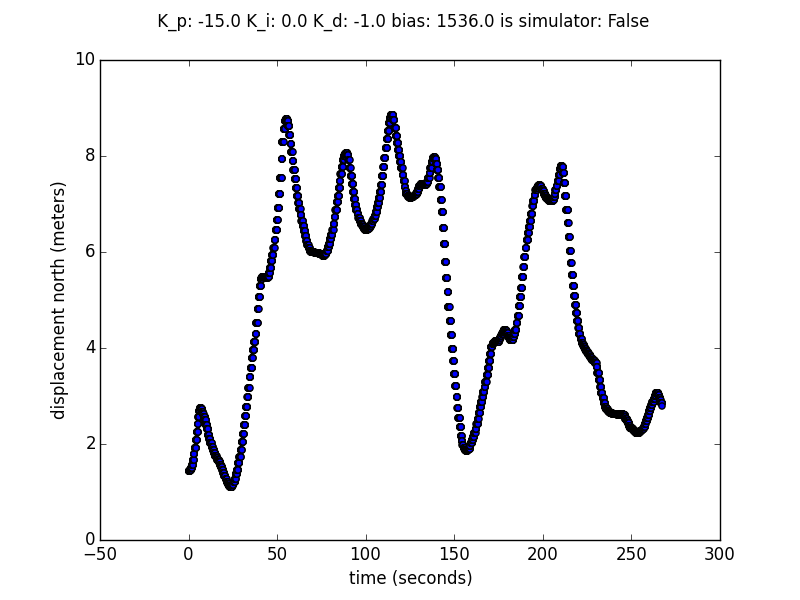 K_p: -15.0 K_i: 0.0 K_d: -1.0 bias: 1536.0 is simulator: False
10
8
6
4
2
0
displacement north (meters)
−50 0 50 100 150 200 250 300
time (seconds)